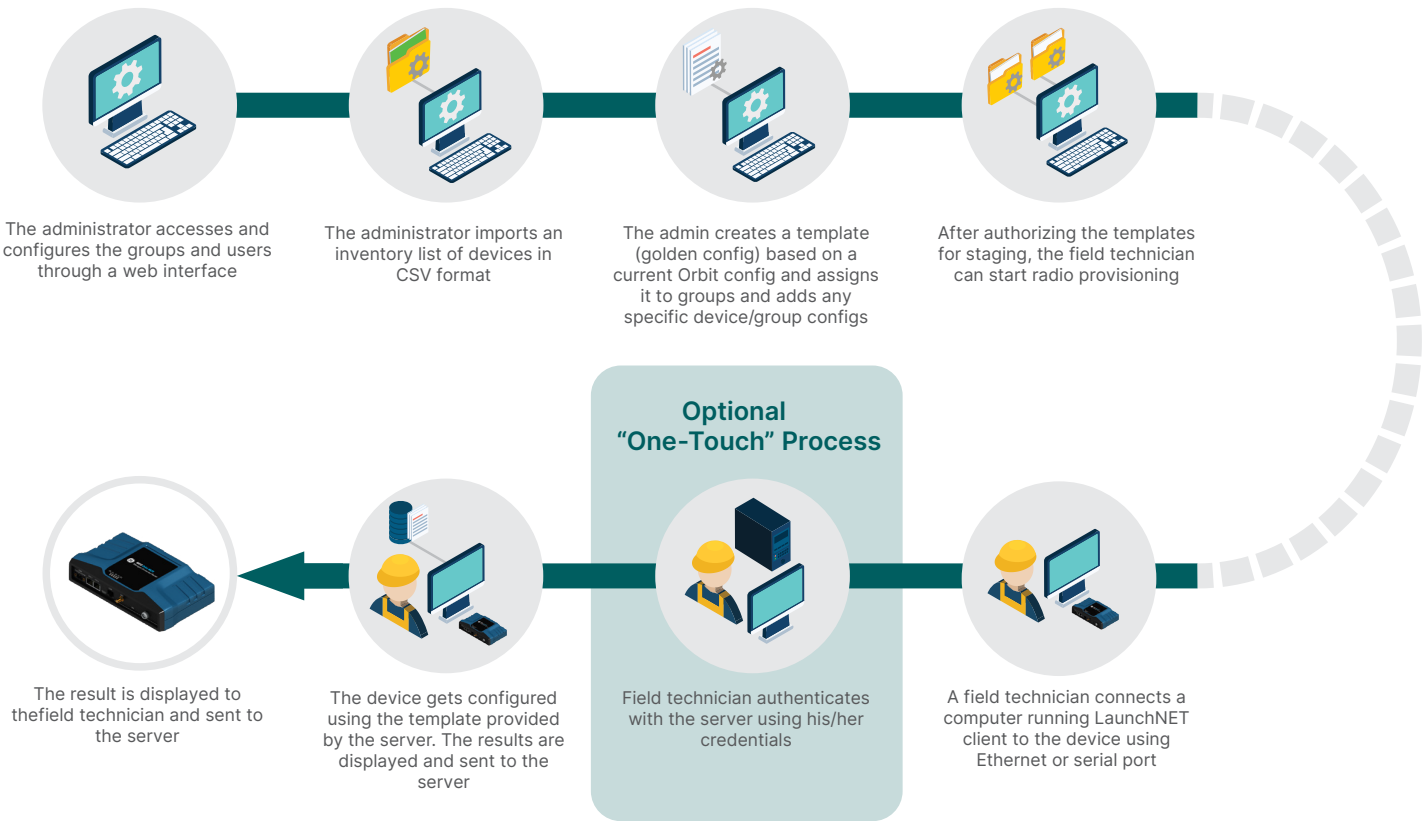 The administrator accesses and
configures the groups and users
through a web interface
The administrator imports an
inventory list of devices in
CSV format
The admin creates a template
(golden config) based on a
current Orbit config and assigns
it to groups and adds any
specific device/group configs
After authorizing the templates
for staging, the field technician
can start radio provisioning
A field technician connects a
computer running LaunchNET
client to the device using
Ethernet or serial port
Optional
“One-Touch” Process
Field technician authenticates
with the server using his/her
credentials
The device gets configured
using the template provided
by the server. The results are
displayed and sent to the
server
The result is displayed to
thefield technician and sent to
the server